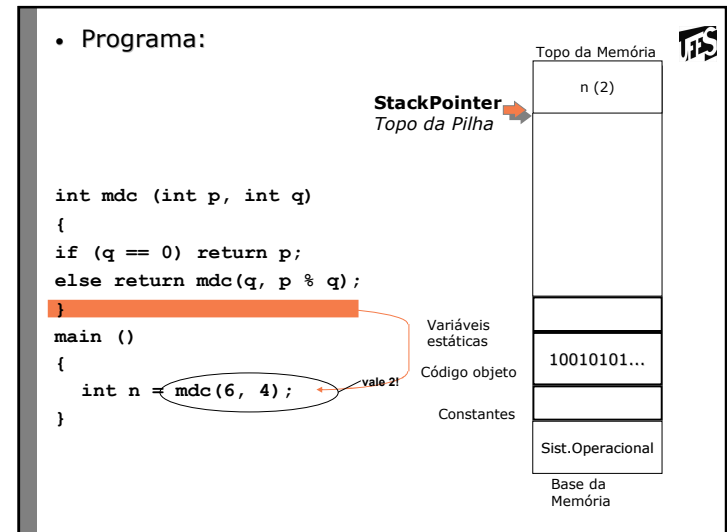 • Programa:
Topo da Memória
n (2)
StackPointer
Topo da Pilha
int mdc (int p, int q)
{
if (q == 0) return p;
else return mdc(q, p % q);
}
main ()
{
int n = mdc(6, 4);
}
vale 2!
Variáveis
estáticas
Código objeto
10010101...
Constantes
Sist.Operacional
Base da
Memória